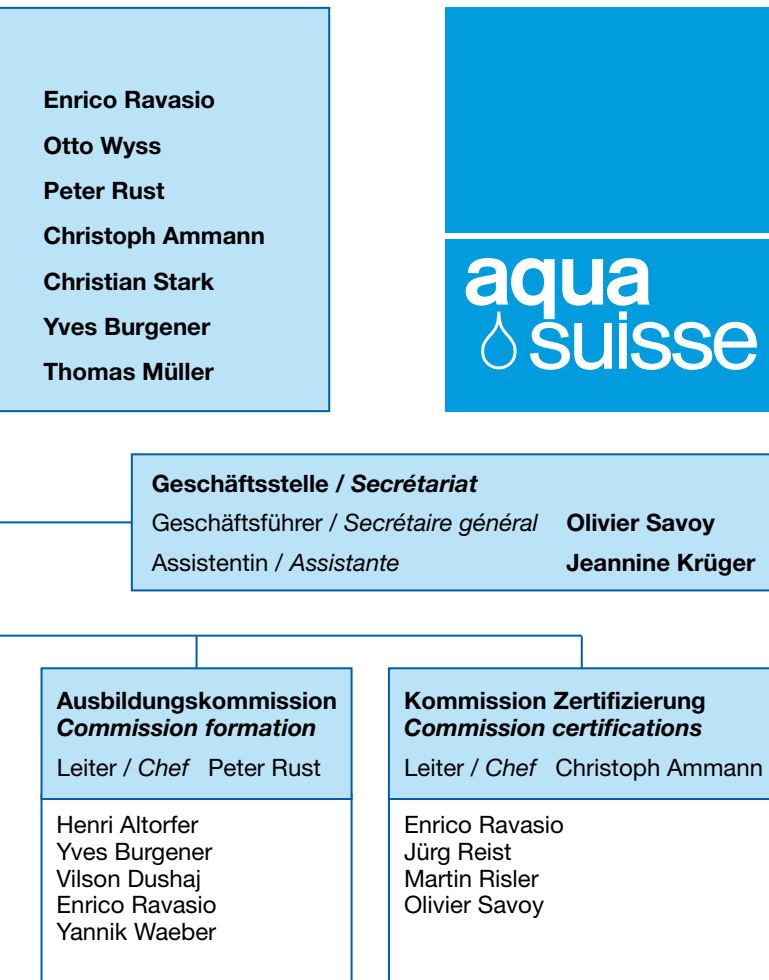 Enrico Ravasio
Otto Wyss
Peter Rust
Christoph Ammann
Christian Stark
Yves Burgener
Thomas Müller
aqua
suisse
Geschäftsstelle / Secrétariat
Geschäftsführer / Secrétaire général Olivier Savoy
Assistentin / Assistante Jeannine Krüger
Ausbildungskommission
Commission formation
Leiter / Chef Peter Rust
Henri Altorfer
Yves Burgener
Vilson Dushaj
Enrico Ravasio
Yannik Waeber
Kommission Zertifizierung
Commission certifications
Leiter / Chef Christoph Ammann
Enrico Ravasio
Jürg Reist
Martin Risler
Olivier Savoy